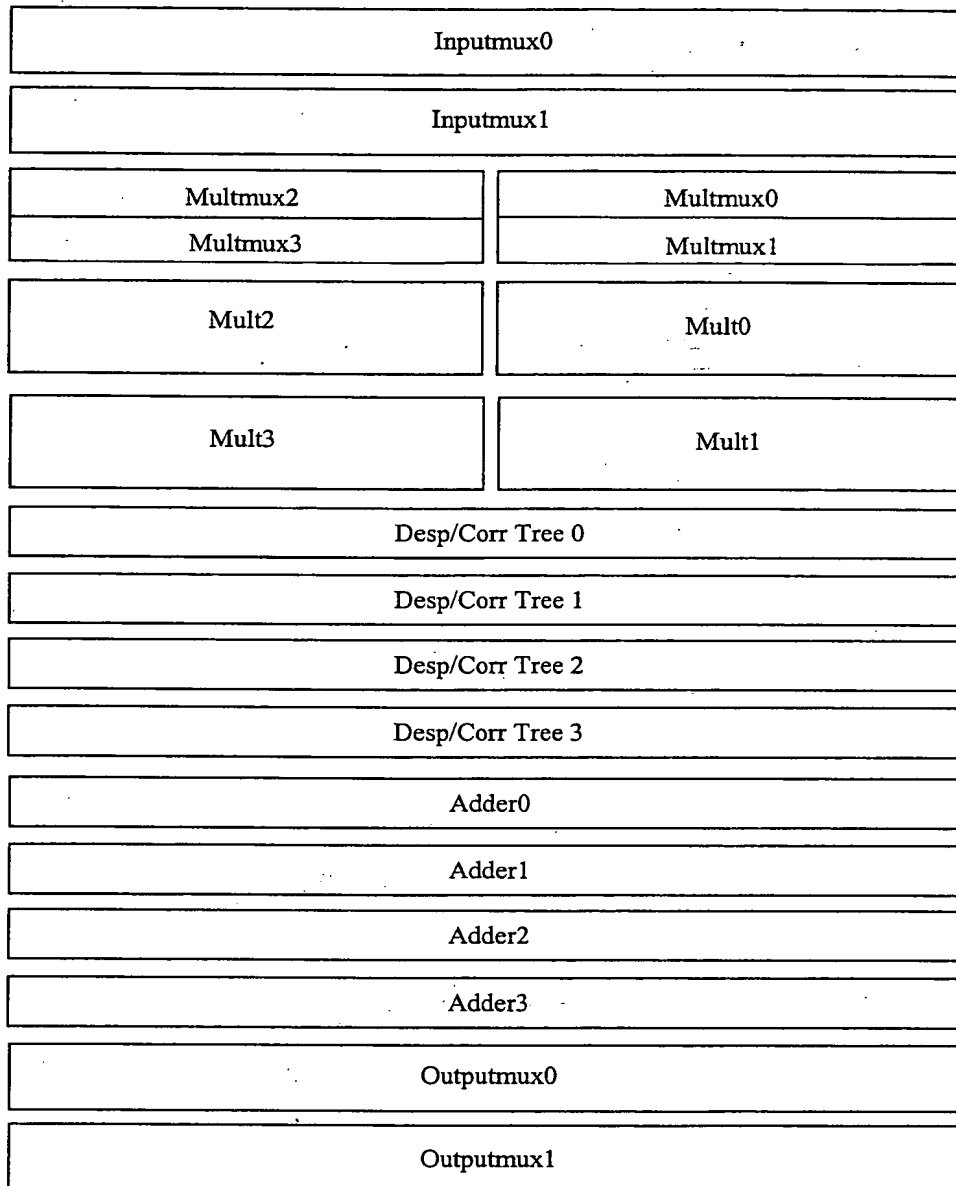 Inputmux0
Inputmux1
Multmux2
Multmux0
Multmux3
Multmux1
Mult2
Mult0
Mult3
Mult1
Desp/Corr Tree 0
Desp/Corr Tree 1
Desp/Corr Tree 2
Desp/Corr Tree 3
Adder0
Adder1
Adder2
Adder3
Outputmux0
Outputmux1